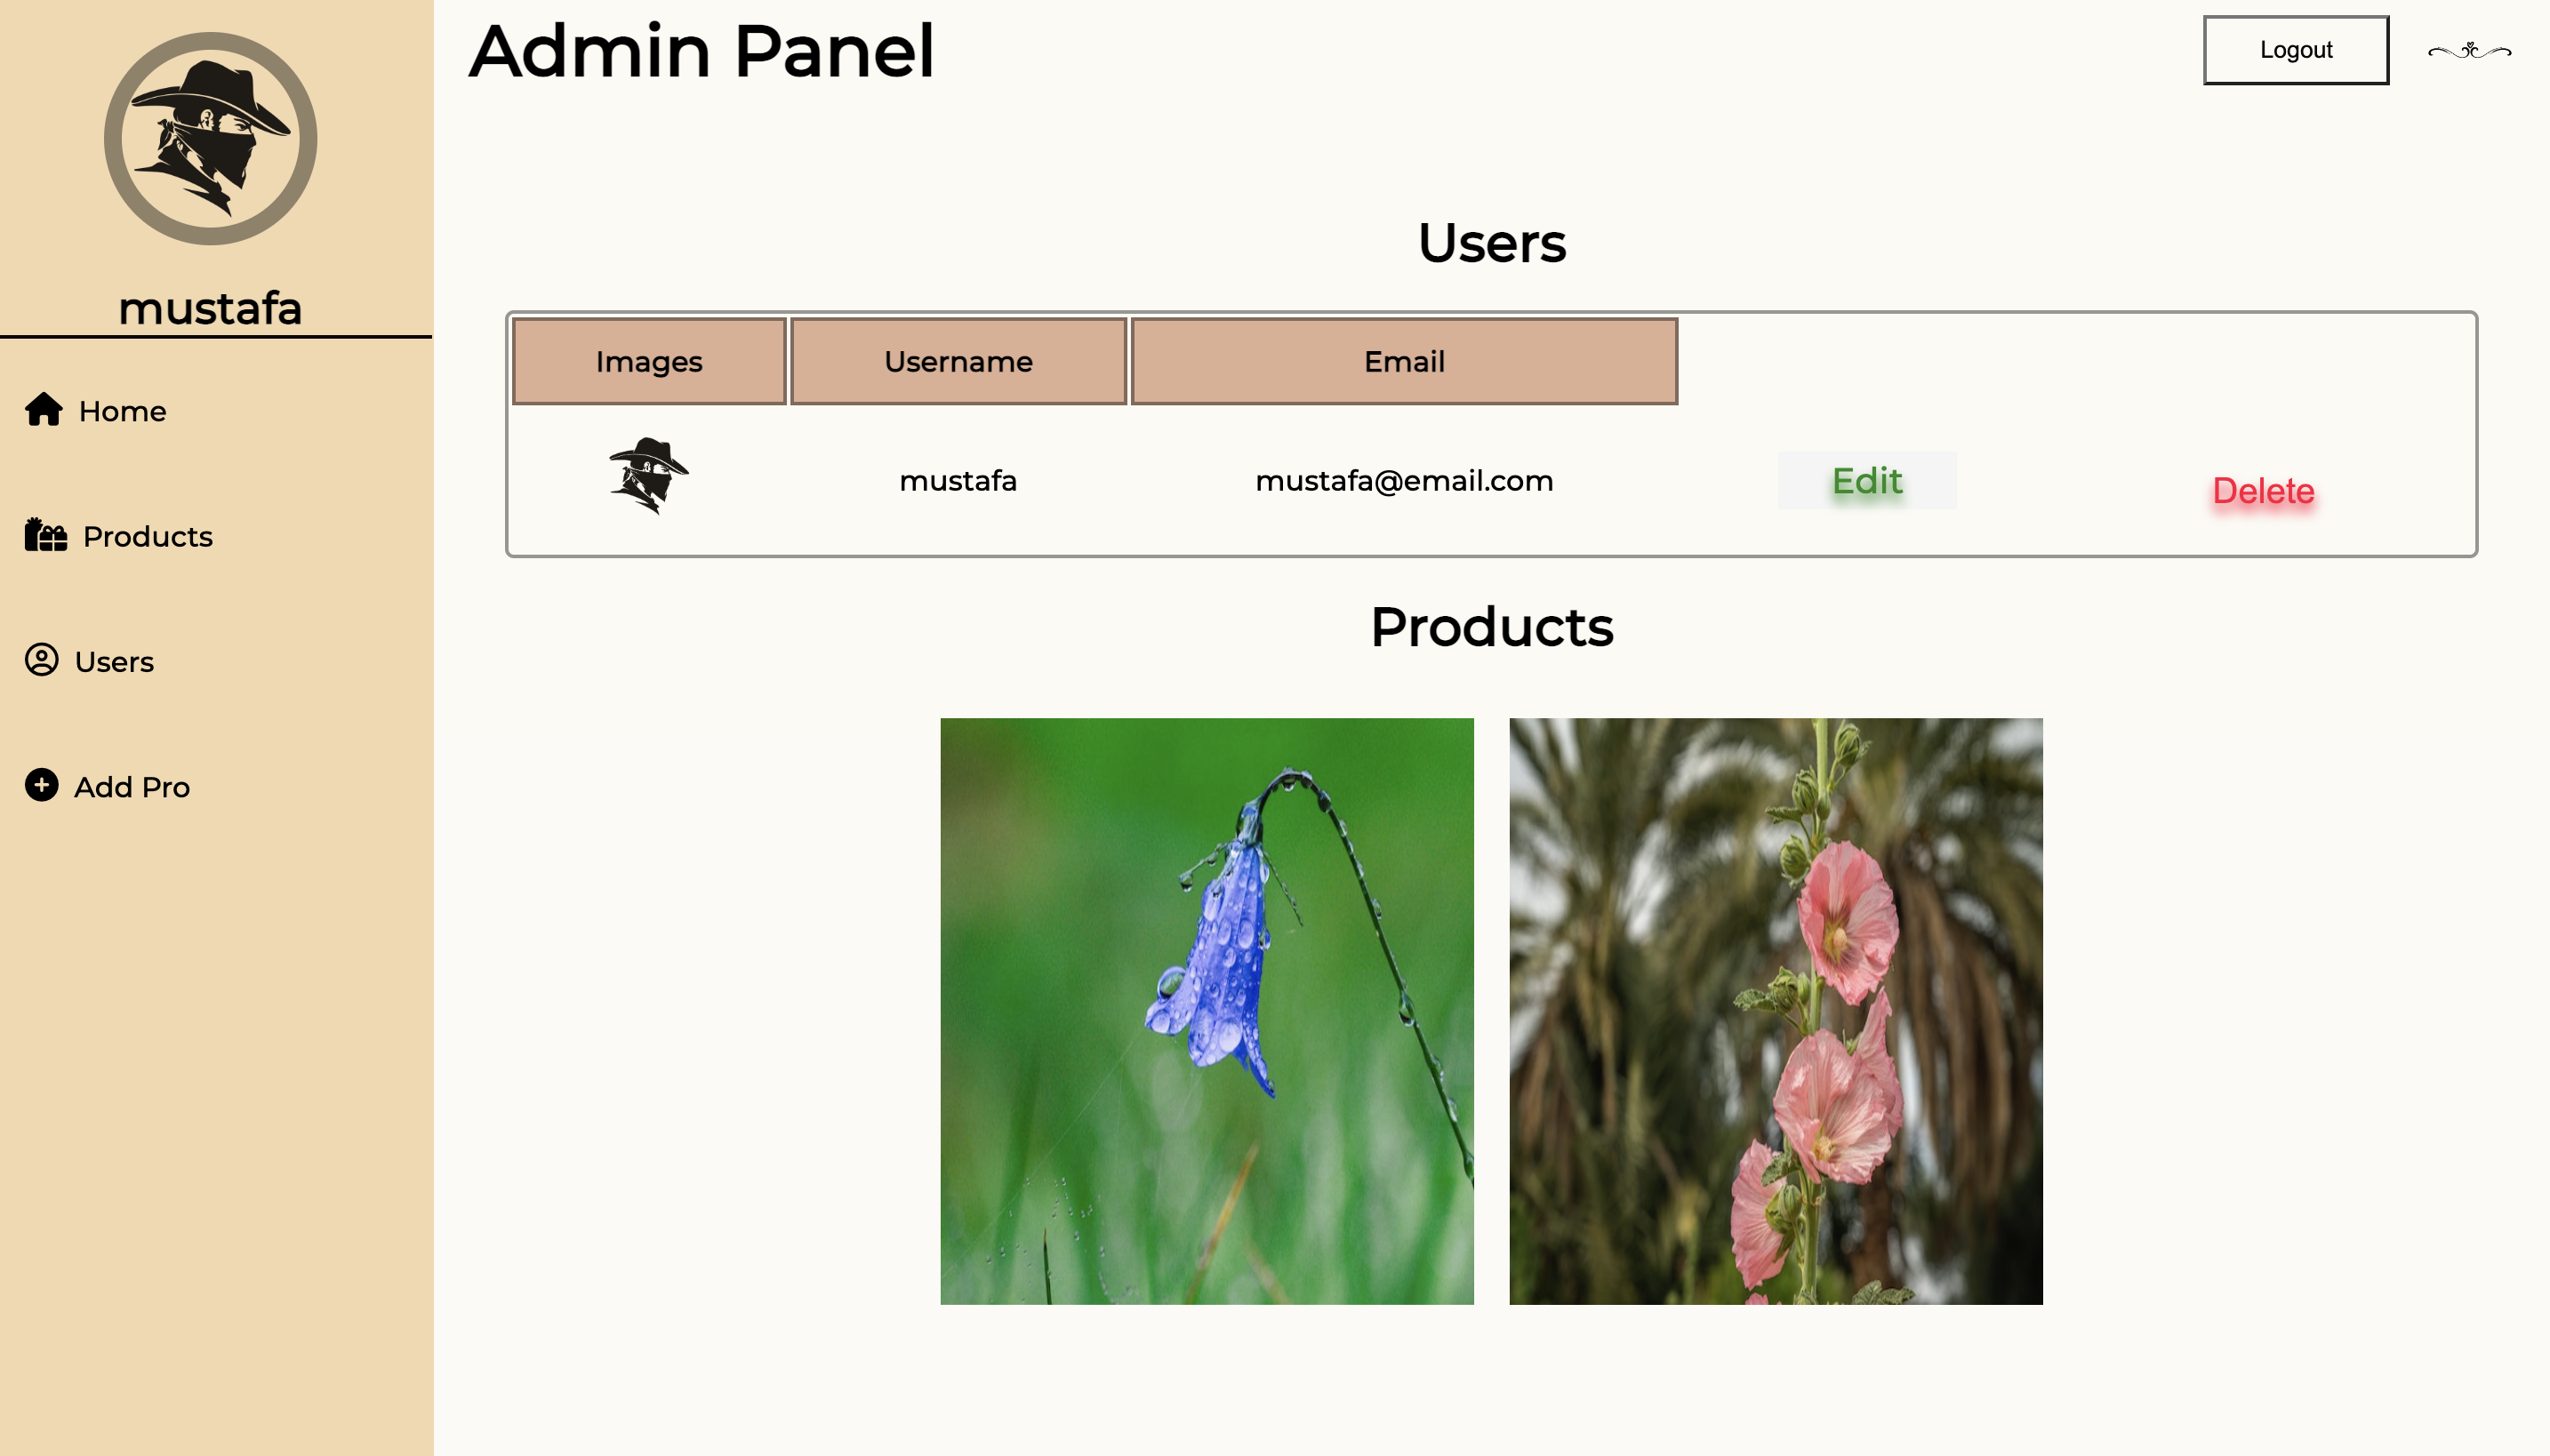 Admin Panel
Logout
mustafa
Home
Products
Users
Add Pro
Users
Images Username Email
mustafa mustafa@email.com Edit Delete
Products